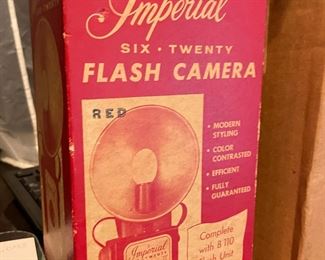 Imperial
SIX · TWENTY
FLASH CAMERA
RED
• MODERN
STYLING
• COLOR
CONTRASTED
• EFFICIENT
• FULLY
GUARANTEED
Complete
with B 110
Flash Unit
Imperial